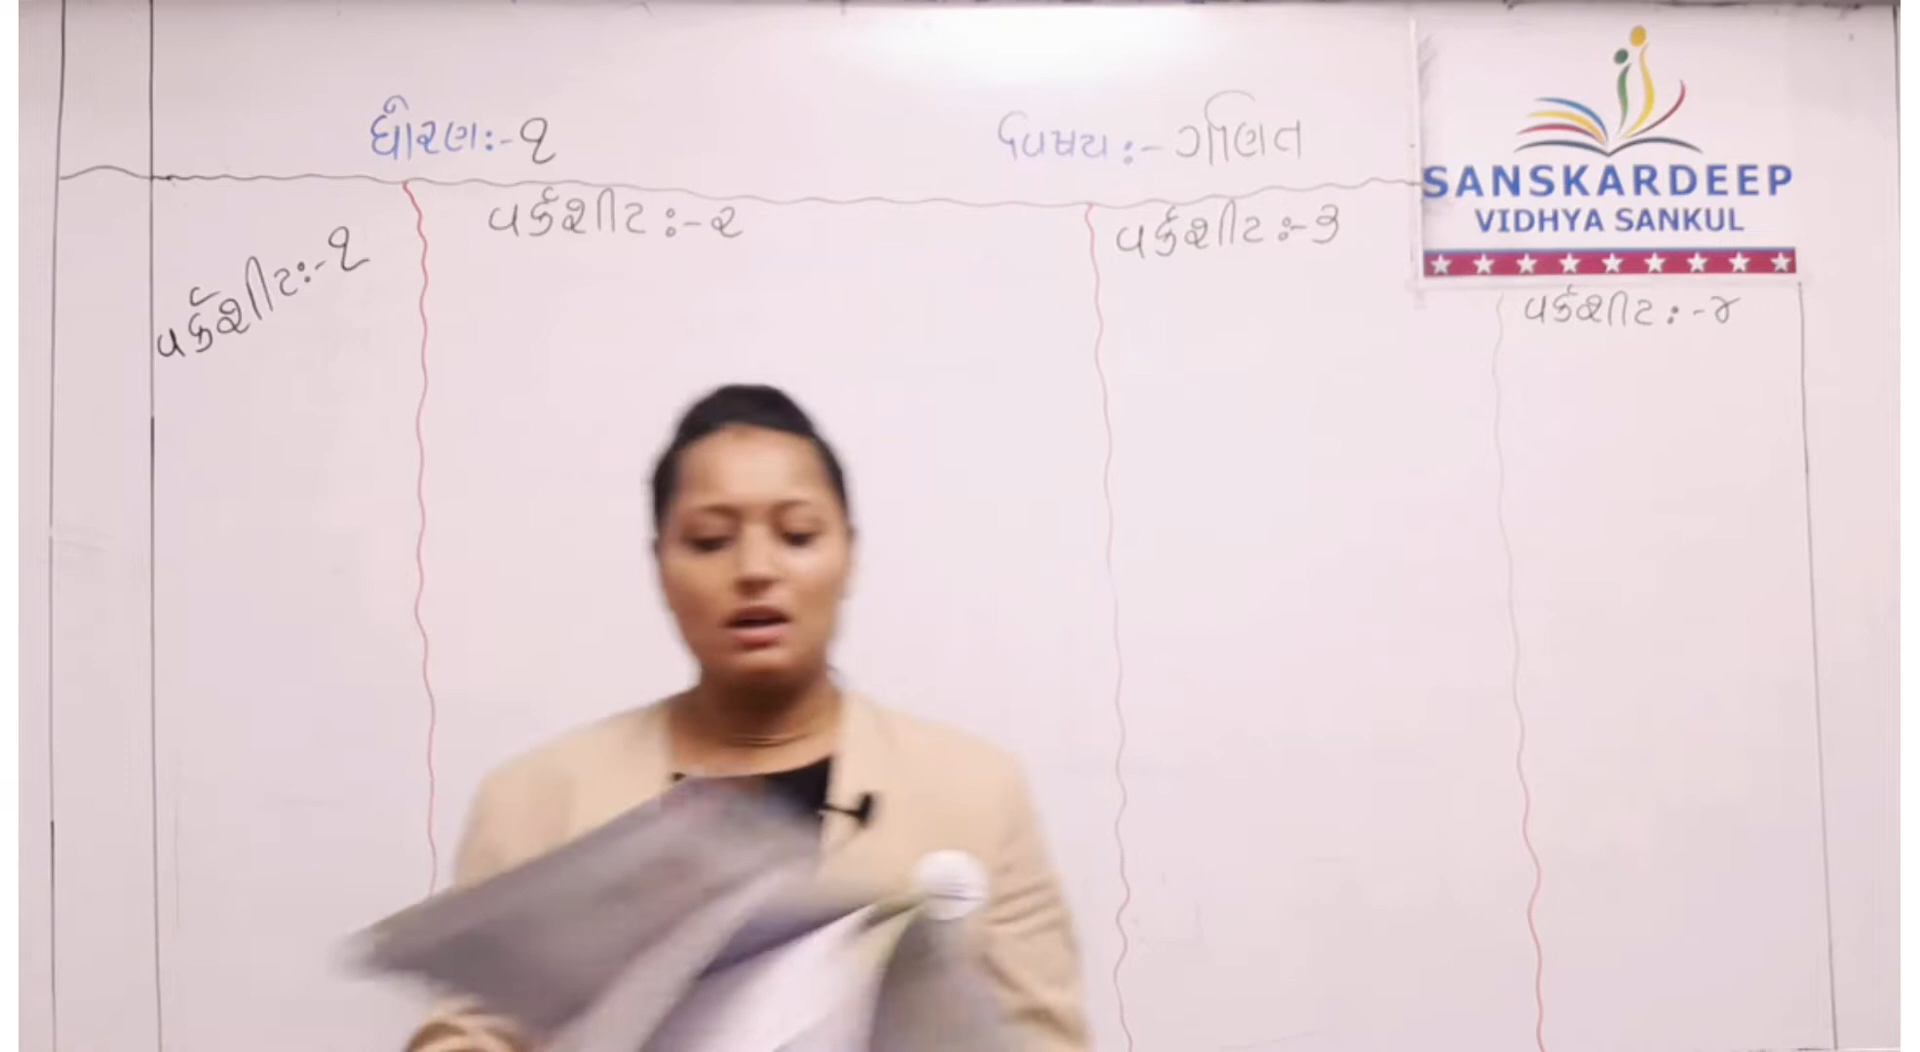 ધોરણ:-૧
વિષય:- ગણિત
SANSKARDEEP
VIDHYA SANKUL
વર્કશીટ:-૧
વર્કશીટ:-૨
વર્કશીટ:-૩
વર્કશીટ:-૪